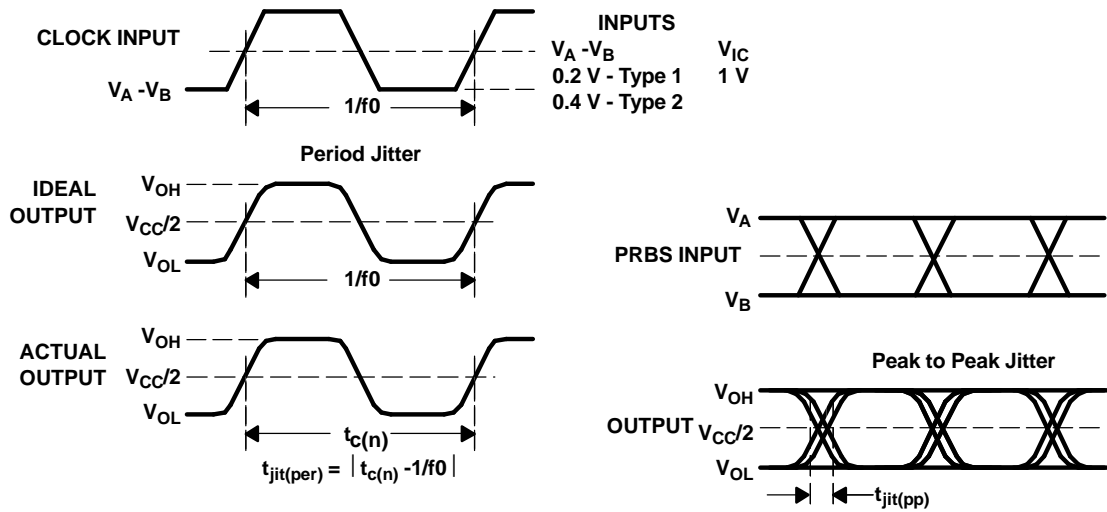 CLOCK INPUT
V_A -V_B
1/f0
INPUTS
V_A -V_B V_IC
0.2 V - Type 1 1 V
0.4 V - Type 2
Period Jitter
IDEAL
OUTPUT
V_OH
V_CC/2
V_OL
1/f0
ACTUAL
OUTPUT
V_OH
V_CC/2
V_OL
t_c(n)
t_jit(per) = | t_c(n) -1/f0 |
V_A
PRBS INPUT
V_B
Peak to Peak Jitter
V_OH
OUTPUT V_CC/2
V_OL
t_jit(pp)